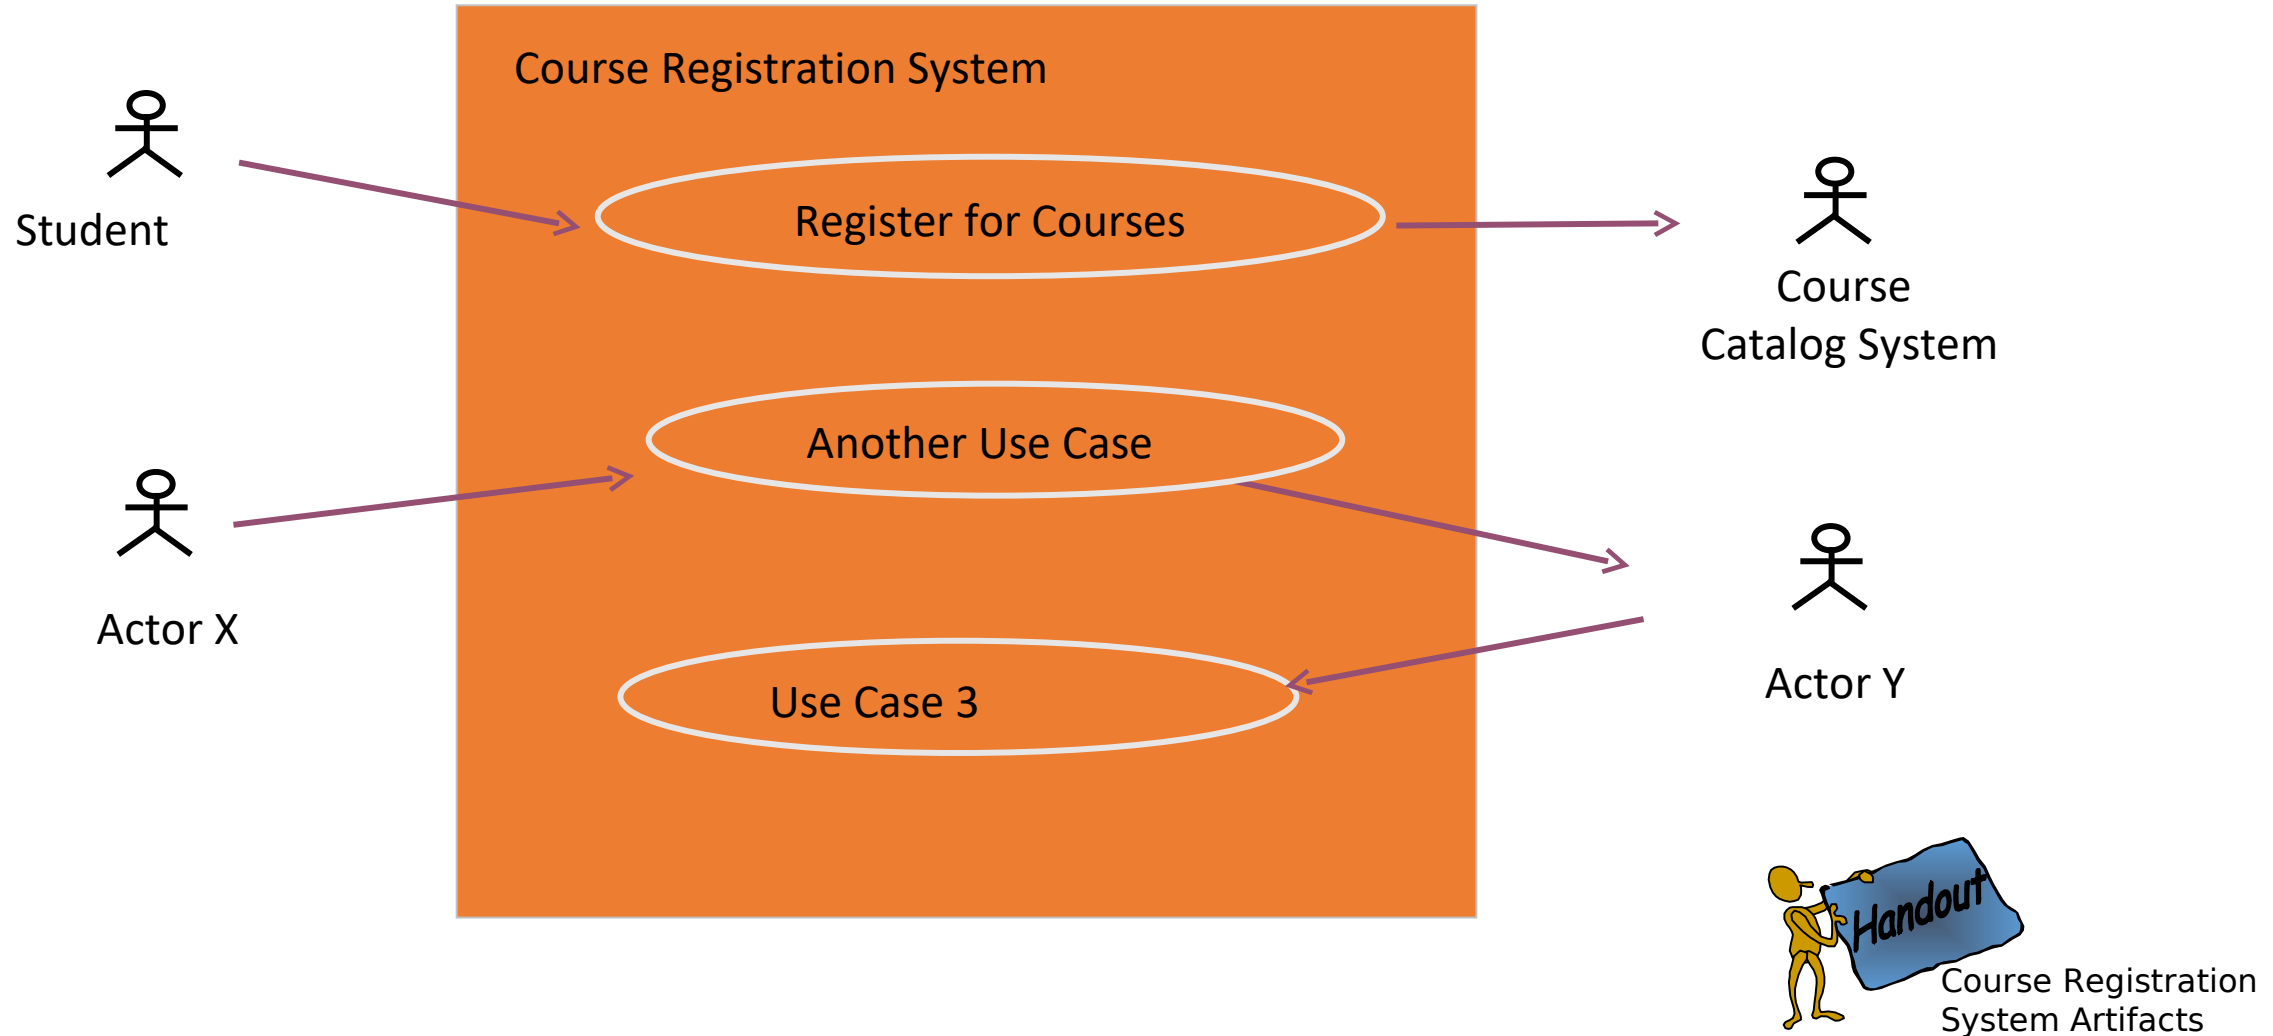 Course Registration System
Student
Register for Courses
Course
Catalog System
Another Use Case
Actor X
Use Case 3
Actor Y
Handout
Course Registration
System Artifacts